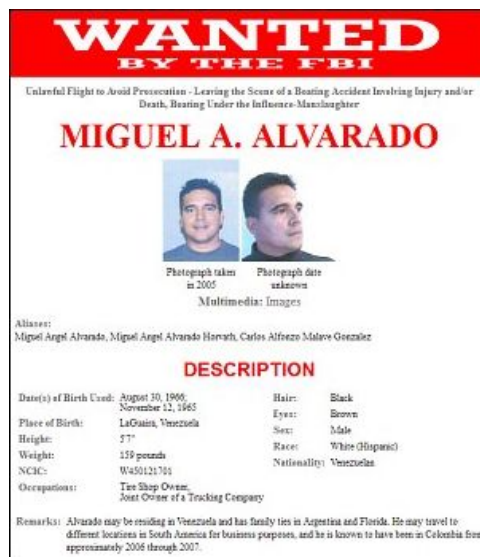 WANTED
BY THE FBI
Unlawful Flight to Avoid Prosecution - Leaving the Scene of a Boating Accident Involving Injury and/or
Death, Boating Under the Influence-Manslaughter
MIGUEL A. ALVARADO
Photograph taken
in 2005
Photograph date
unknown
Multimedia: Images
Aliases:
Miguel Angel Alvarado, Miguel Angel Alvarado Horvath, Carlos Alfonzo Malave Gonzalez
DESCRIPTION
Date(s) of Birth Used: August 30, 1966;
November 12, 1965
Place of Birth: LaGuaira, Venezuela
Height: 5'7"
Weight: 159 pounds
NCIC: W450121701
Occupations: Tire Shop Owner,
Joint Owner of a Trucking Company
Hair: Black
Eyes: Brown
Sex: Male
Race: White (Hispanic)
Nationality: Venezuelan
Remarks: Alvarado may be residing in Venezuela and has family ties in Argentina and Florida. He may travel to
different locations in South America for business purposes, and he is known to have been in Colombia from
approximately 2006 through 2007.